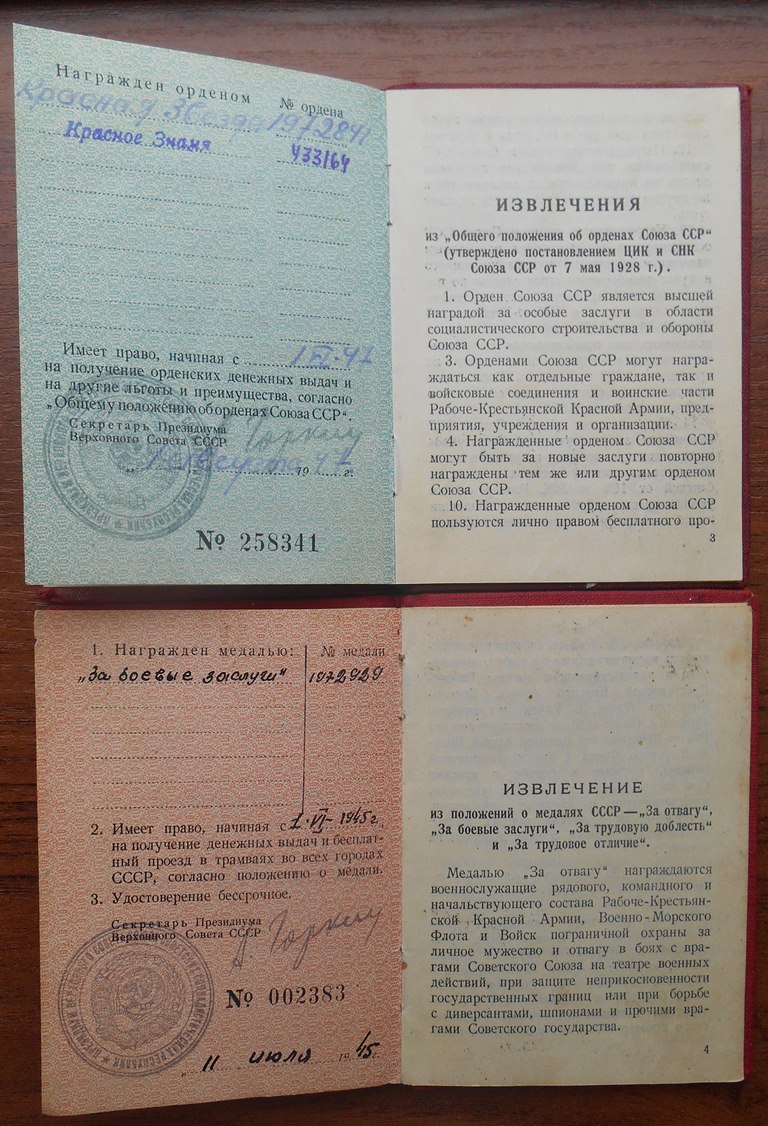 Награжден орденом № ордена
Красная Звезда 1972841
Красное Знамя 433164
Имеет право, начиная с 47
на получение орденских денежных выдач и
на другие льготы и преимущества, согласно
„Общему положению об орденах Союза ССР“.
Секретарь Президиума
Верховного Совета СССР
августа 19 47 г.
№ 258341
ИЗВЛЕЧЕНИЯ
из „Общего положения об орденах Союза ССР“
(утверждено постановлением ЦИК и СНК
Союза ССР от 7 мая 1928 г.).
1. Орден Союза ССР является высшей
наградой за особые заслуги в области
социалистического строительства и обороны
Союза ССР.
3. Орденами Союза ССР могут награ-
ждаться как отдельные граждане, так и
войсковые соединения и воинские части
Рабоче-Крестьянской Красной Армии, пред-
приятия, учреждения и организации.
4. Награжденные орденом Союза ССР
могут быть за новые заслуги повторно
награждены тем же или другим орденом
Союза ССР.
10. Награжденные орденом Союза ССР
пользуются лично правом бесплатного про-
3
1. Награжден медалью: № медали
„За боевые заслуги“ 1972929
2. Имеет право, начиная с 1·VI-1945г.
на получение денежных выдач и бесплат-
ный проезд в трамваях во всех городах
СССР, согласно положению о медали.
3. Удостоверение бессрочное.
Секретарь Президиума
Верховного Совета СССР
А Горкин
№ 002383
„ 11 июля 1945г.
ИЗВЛЕЧЕНИЕ
из положений о медалях СССР—„За отвагу“,
„За боевые заслуги“, „За трудовую доблесть“
и „За трудовое отличие“.
Медалью „За отвагу“ награждаются
военнослужащие рядового, командного и
начальствующего состава Рабоче-Крестьян-
ской Красной Армии, Военно-Морского
Флота и Войск пограничной охраны за
личное мужество и отвагу в боях с вра-
гами Советского Союза на театре военных
действий, при защите неприкосновенности
государственных границ или при борьбе
с диверсантами, шпионами и прочими вра-
гами Советского государства.
4